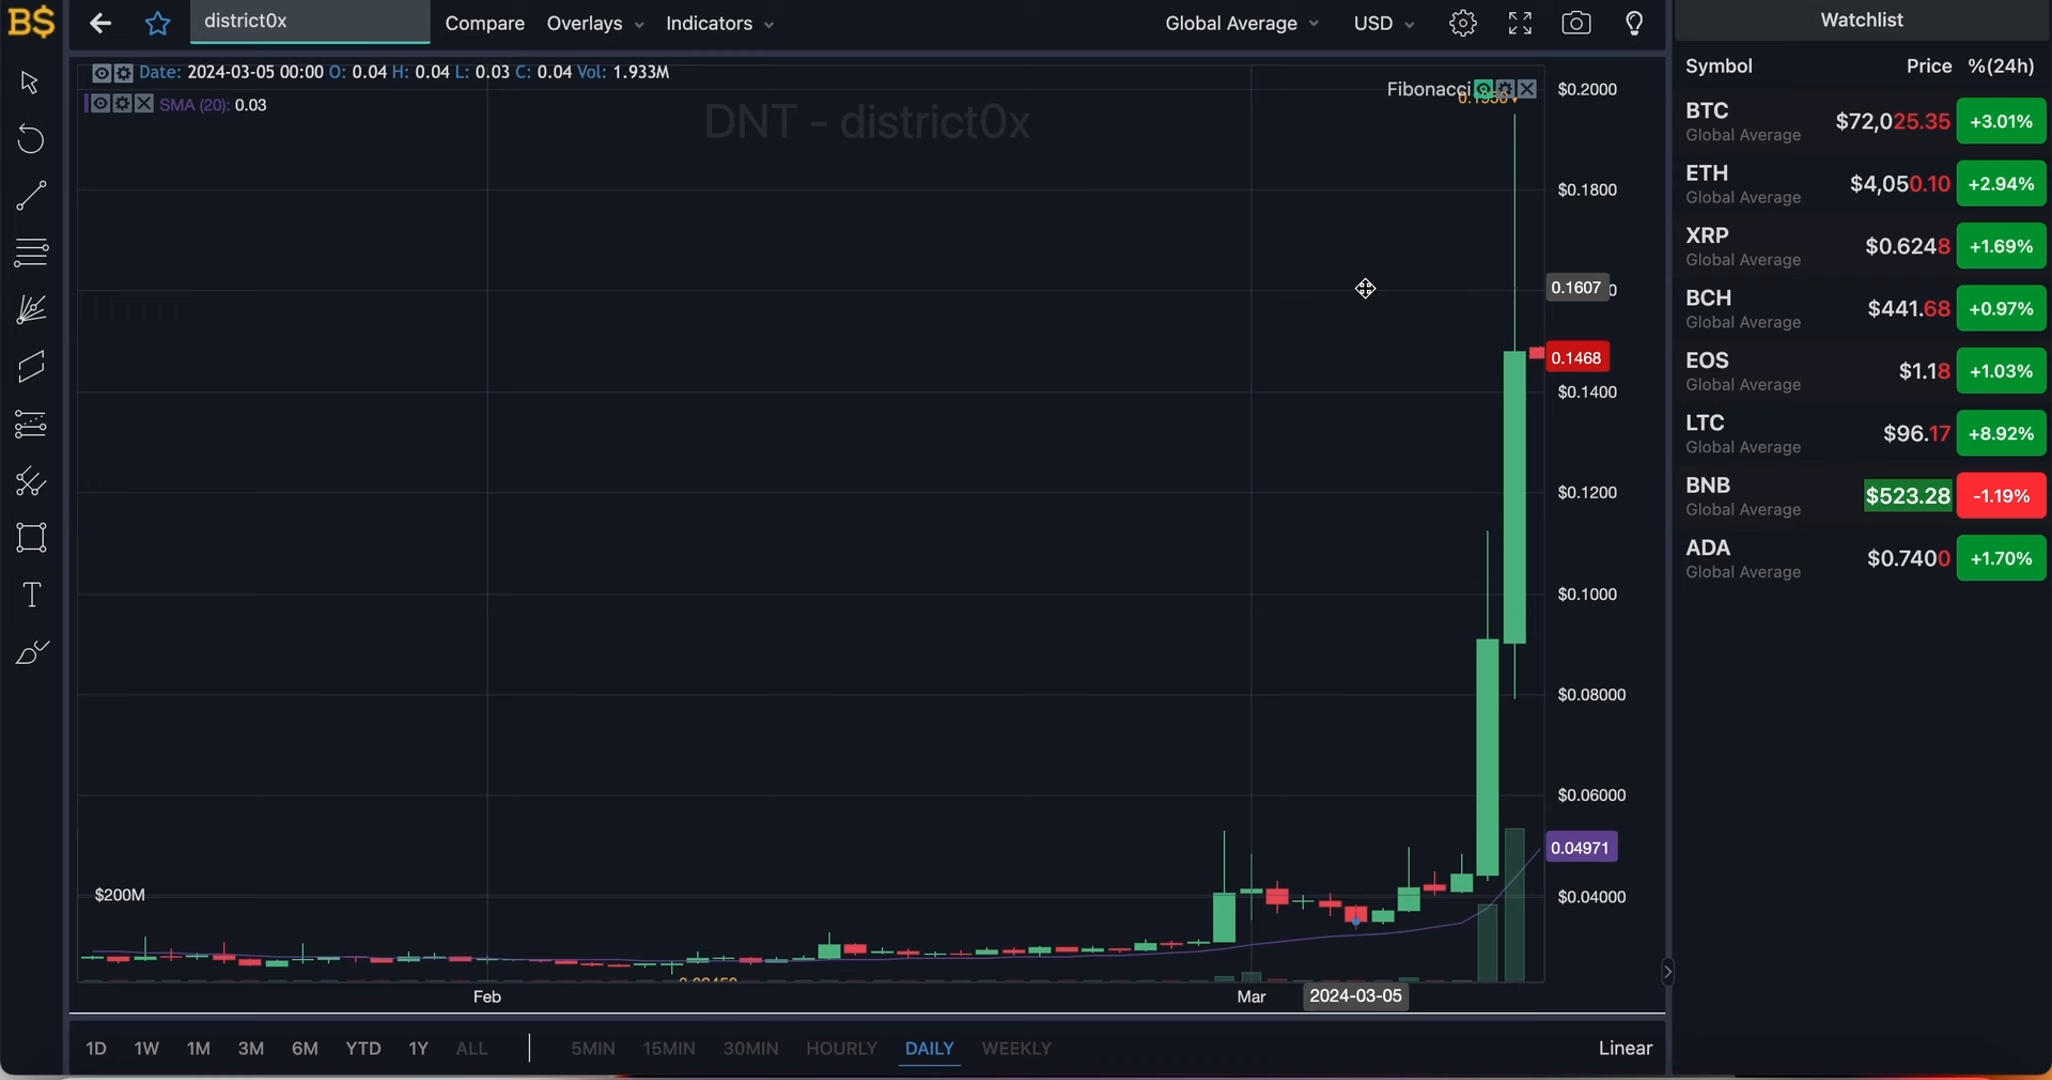 B$
district0x
Compare
Overlays
Indicators
Global Average
USD
Date: 2024-03-05 00:00 O: 0.04 H: 0.04 L: 0.03 C: 0.04 Vol: 1.933M
SMA (20): 0.03
DNT - district0x
Fibonacci
0.1950
$0.2000
$0.1800
0.1607
0.1468
$0.1400
$0.1200
$0.1000
$0.08000
$0.06000
0.04971
$0.04000
$200M
Feb
Mar
2024-03-05
1D 1W 1M 3M 6M YTD 1Y ALL
5MIN 15MIN 30MIN HOURLY DAILY WEEKLY
Linear
Watchlist
Symbol Price %(24h)
BTC $72,025.35 +3.01%
Global Average
ETH $4,050.10 +2.94%
Global Average
XRP $0.6248 +1.69%
Global Average
BCH $441.68 +0.97%
Global Average
EOS $1.18 +1.03%
Global Average
LTC $96.17 +8.92%
Global Average
BNB $523.28 -1.19%
Global Average
ADA $0.7400 +1.70%
Global Average